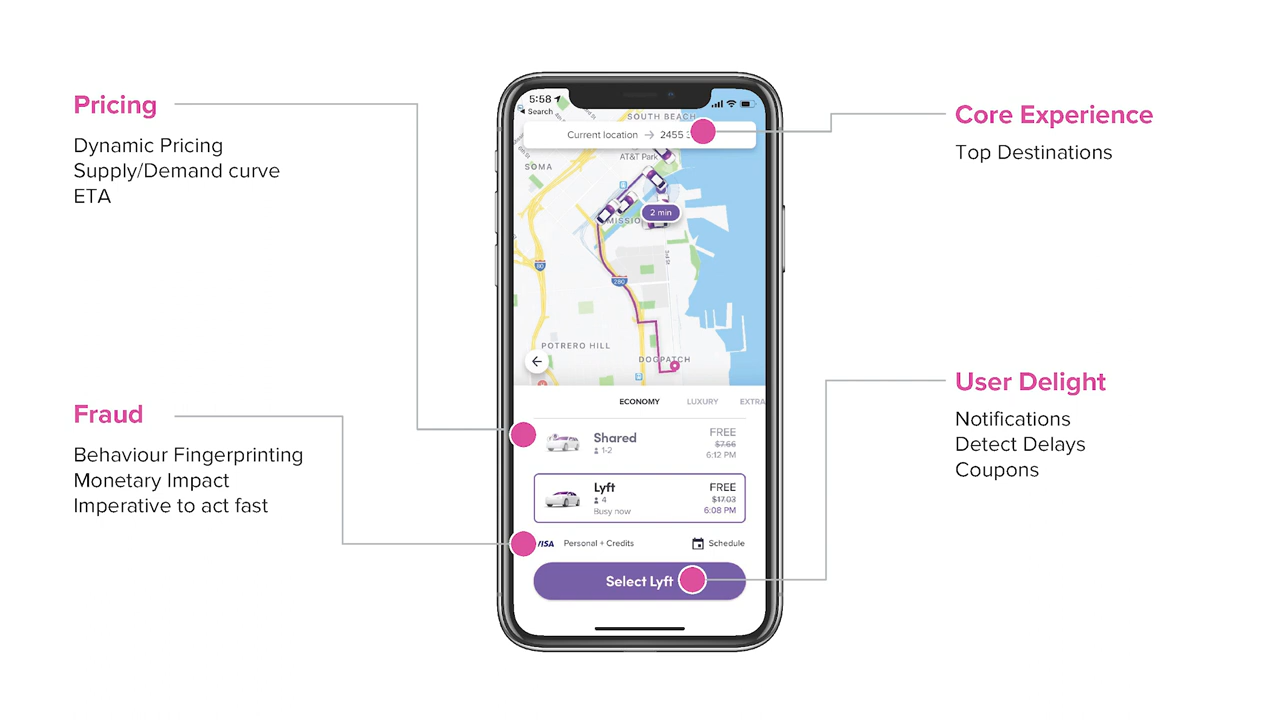 Pricing
Dynamic Pricing
Supply/Demand curve
ETA
Fraud
Behaviour Fingerprinting
Monetary Impact
Imperative to act fast
5:58
Search
SOUTH BEACH
Current location → 2455
AT&T Park
SOMA
2 min
MISSIO
280
POTRERO HILL
DOGPATCH
ECONOMY LUXURY EXTRA
Shared FREE
1-2 $7.66
6:12 PM
Lyft FREE
4 $17.03
Busy now 6:08 PM
VISA Personal + Credits Schedule
Select Lyft
Core Experience
Top Destinations
User Delight
Notifications
Detect Delays
Coupons